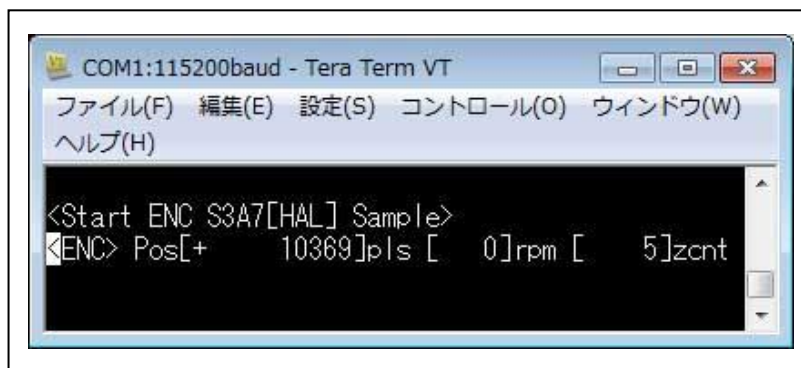 COM1:115200baud - Tera Term VT
ファイル(F) 編集(E) 設定(S) コントロール(O) ウィンドウ(W)
ヘルプ(H)
<Start ENC S3A7[HAL] Sample>
<ENC> Pos[+      10369]pls [    0]rpm [    5]zcnt